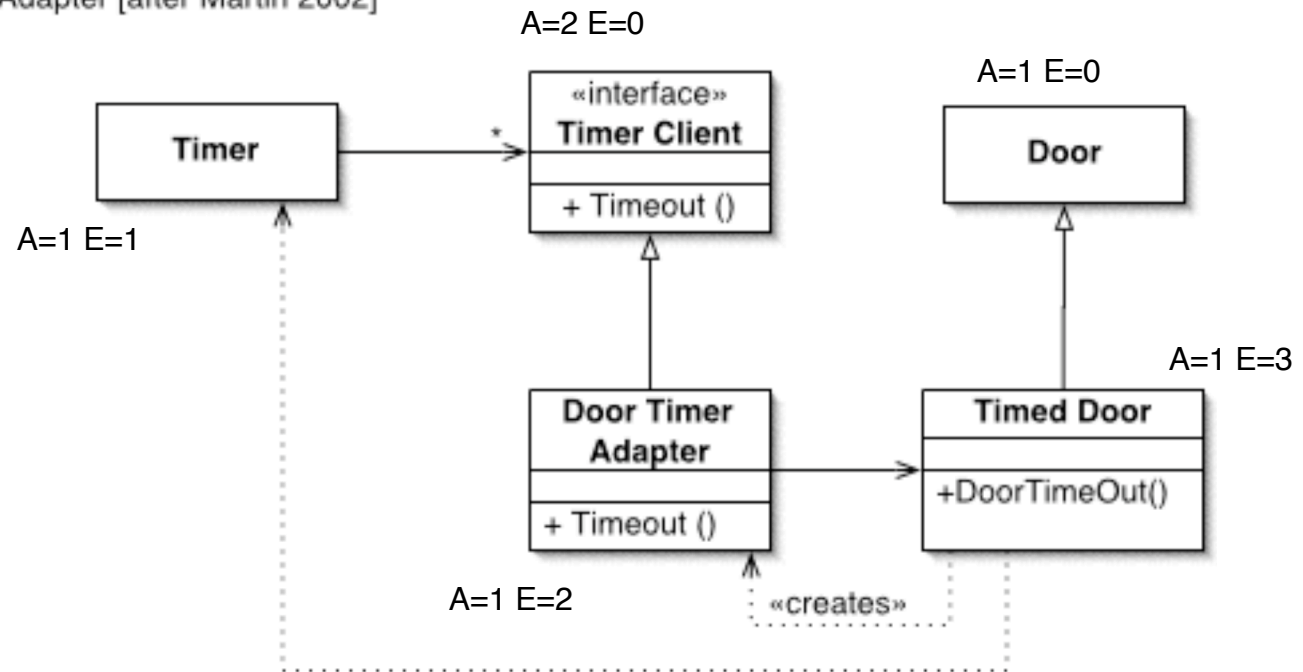 Adapter [after Martin 2002]
A=2 E=0
A=1 E=0
«interface»
Timer Client
Timer
*
Door
+ Timeout ()
A=1 E=1
A=1 E=3
Door Timer
Adapter
Timed Door
+DoorTimeOut()
+ Timeout ()
A=1 E=2
«creates»